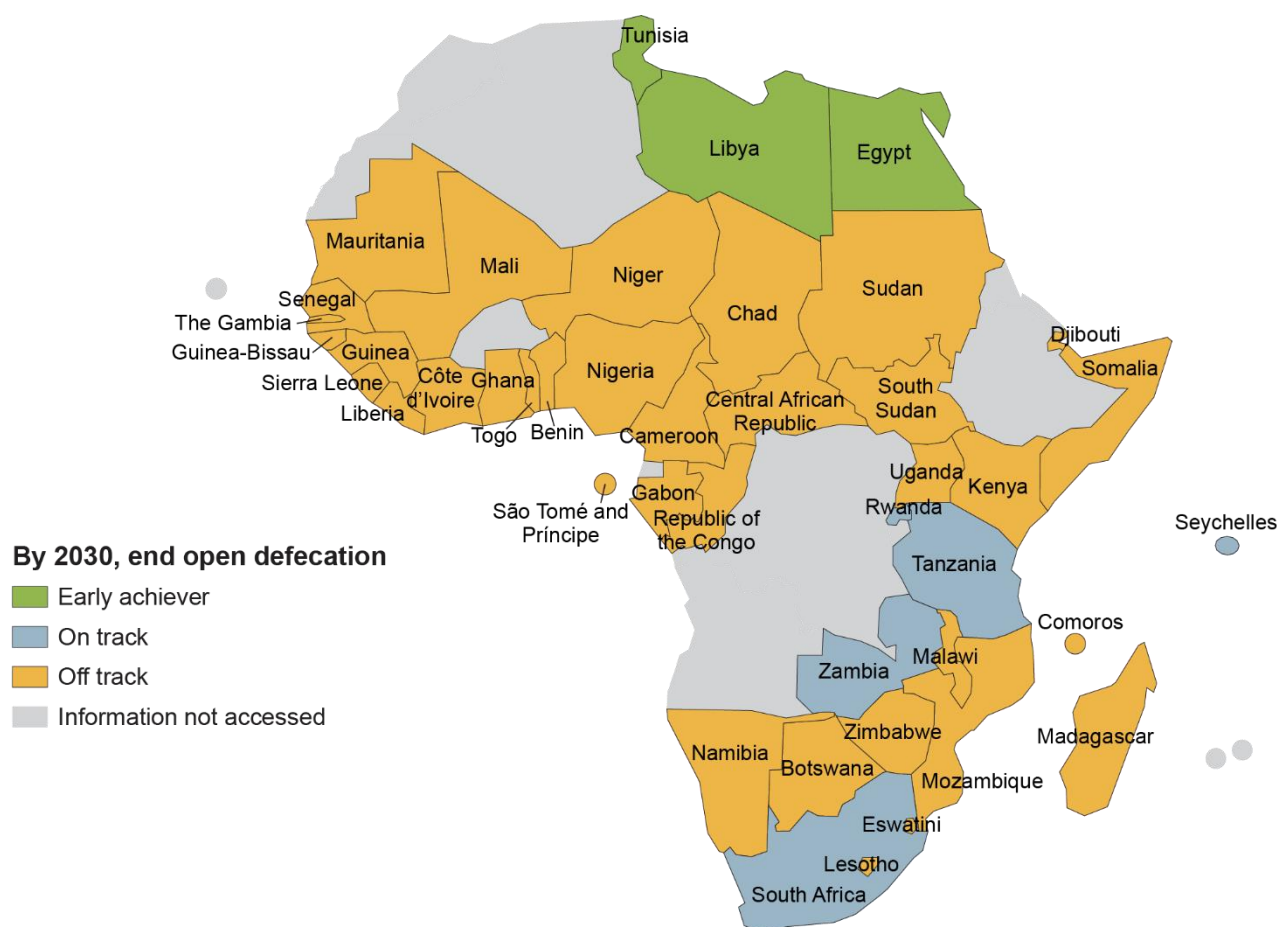 Tunisia
Libya
Egypt
Mauritania
Mali
Niger
Chad
Sudan
Senegal
The Gambia
Guinea-Bissau
Guinea
Sierra Leone
Liberia
Côte
d'Ivoire
Ghana
Togo
Benin
Nigeria
Cameroon
Central African
Republic
South
Sudan
Djibouti
Somalia
Uganda
Kenya
Rwanda
Gabon
Republic of
the Congo
São Tomé and
Príncipe
Tanzania
Seychelles
Comoros
Malawi
Zambia
Zimbabwe
Madagascar
Namibia
Botswana
Mozambique
Eswatini
Lesotho
South Africa
By 2030, end open defecation
Early achiever
On track
Off track
Information not accessed